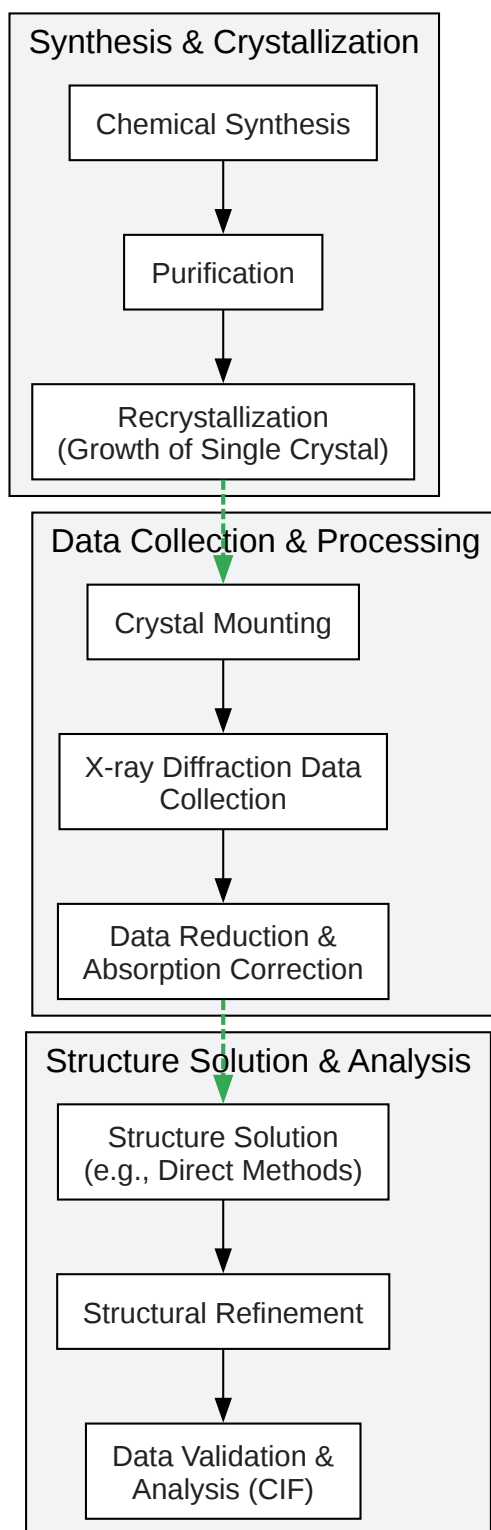 Synthesis & Crystallization
Chemical Synthesis
Purification
Recrystallization
(Growth of Single Crystal)
Data Collection & Processing
Crystal Mounting
X-ray Diffraction Data
Collection
Data Reduction &
Absorption Correction
Structure Solution & Analysis
Structure Solution
(e.g., Direct Methods)
Structural Refinement
Data Validation &
Analysis (CIF)